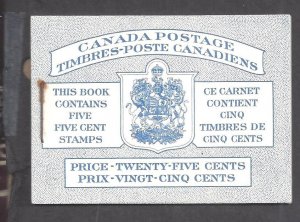 CANADA POSTAGE
TIMBRES-POSTE CANADIENS
THIS BOOK
CONTAINS
FIVE
FIVE CENT
STAMPS
CE CARNET
CONTIENT
CINQ
TIMBRES DE
CINQ CENTS
PRICE-TWENTY-FIVE CENTS
PRIX-VINGT-CINQ CENTS